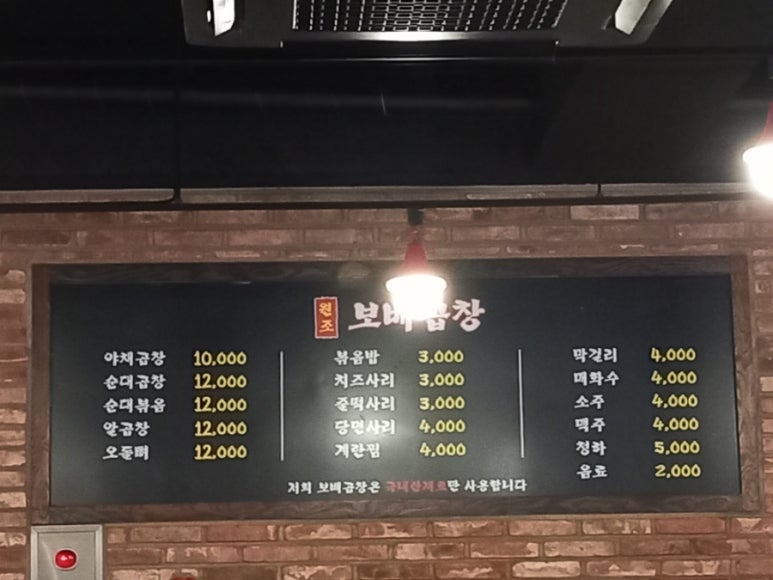 원조 보배곱창
야채곱창 10,000
순대곱창 12,000
순대볶음 12,000
알곱창 12,000
오돌뼈 12,000
볶음밥 3,000
치즈사리 3,000
쫄떡사리 3,000
당면사리 4,000
계란찜 4,000
막걸리 4,000
매화수 4,000
소주 4,000
맥주 4,000
청하 5,000
음료 2,000
저희 보배곱창은 국내산재료만 사용합니다